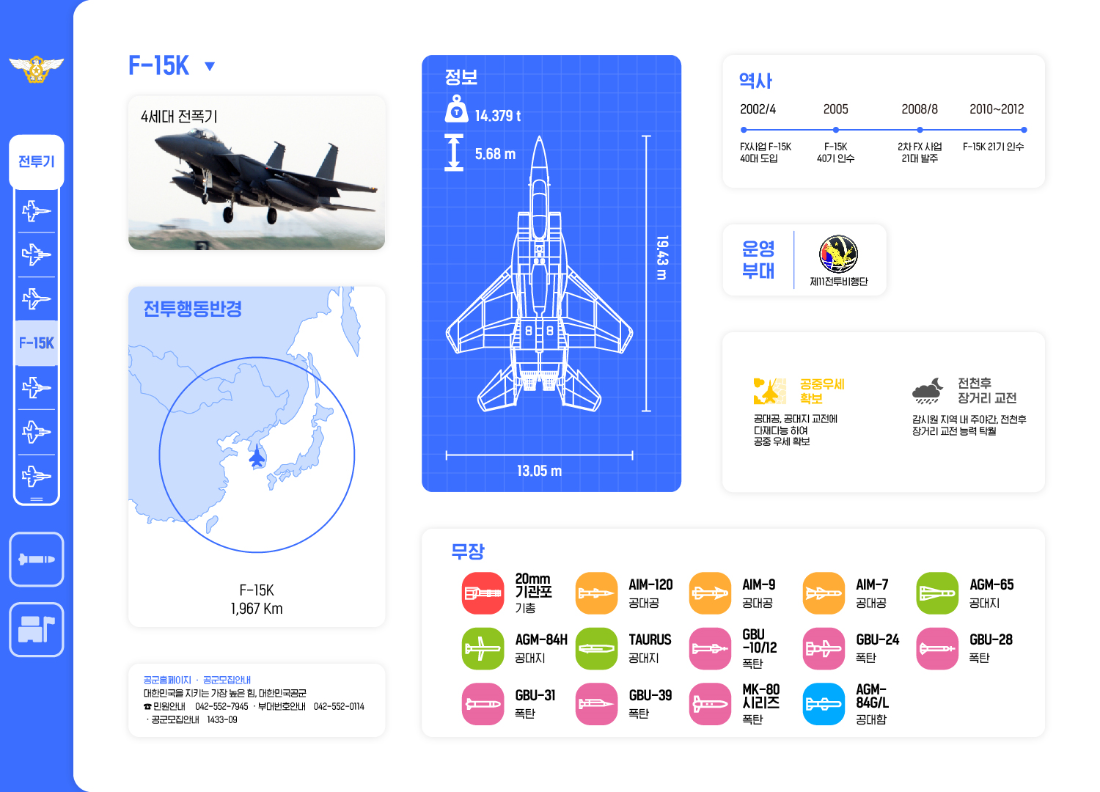 F-15K ▼
4세대 전폭기
전투기
F-15K
전투행동반경
F-15K
1,967 Km
공군홈페이지 · 공군모집안내
대한민국을 지키는 가장 높은 힘, 대한민국공군
☎ 민원안내 042-552-7945 · 부대번호안내 042-552-0114
· 공군모집안내 1433-09
정보
14.379 t
5.68 m
19.43 m
13.05 m
역사
2002/4
FX사업 F-15K
40대 도입
2005
F-15K
40기 인수
2008/8
2차 FX 사업
21대 발주
2010~2012
F-15K 21기 인수
운영
부대
제11전투비행단
공중우세
확보
공대공, 공대지 교전에
다재다능 하여
공중 우세 확보
전천후
장거리 교전
감시원 지역 내 주야간, 전천후
장거리 교전 능력 탁월
무장
20mm
기관포
기총
AIM-120
공대공
AIM-9
공대공
AIM-7
공대공
AGM-65
공대지
AGM-84H
공대지
TAURUS
공대지
GBU
-10/12
폭탄
GBU-24
폭탄
GBU-28
폭탄
GBU-31
폭탄
GBU-39
폭탄
MK-80
시리즈
폭탄
AGM-
84G/L
공대함